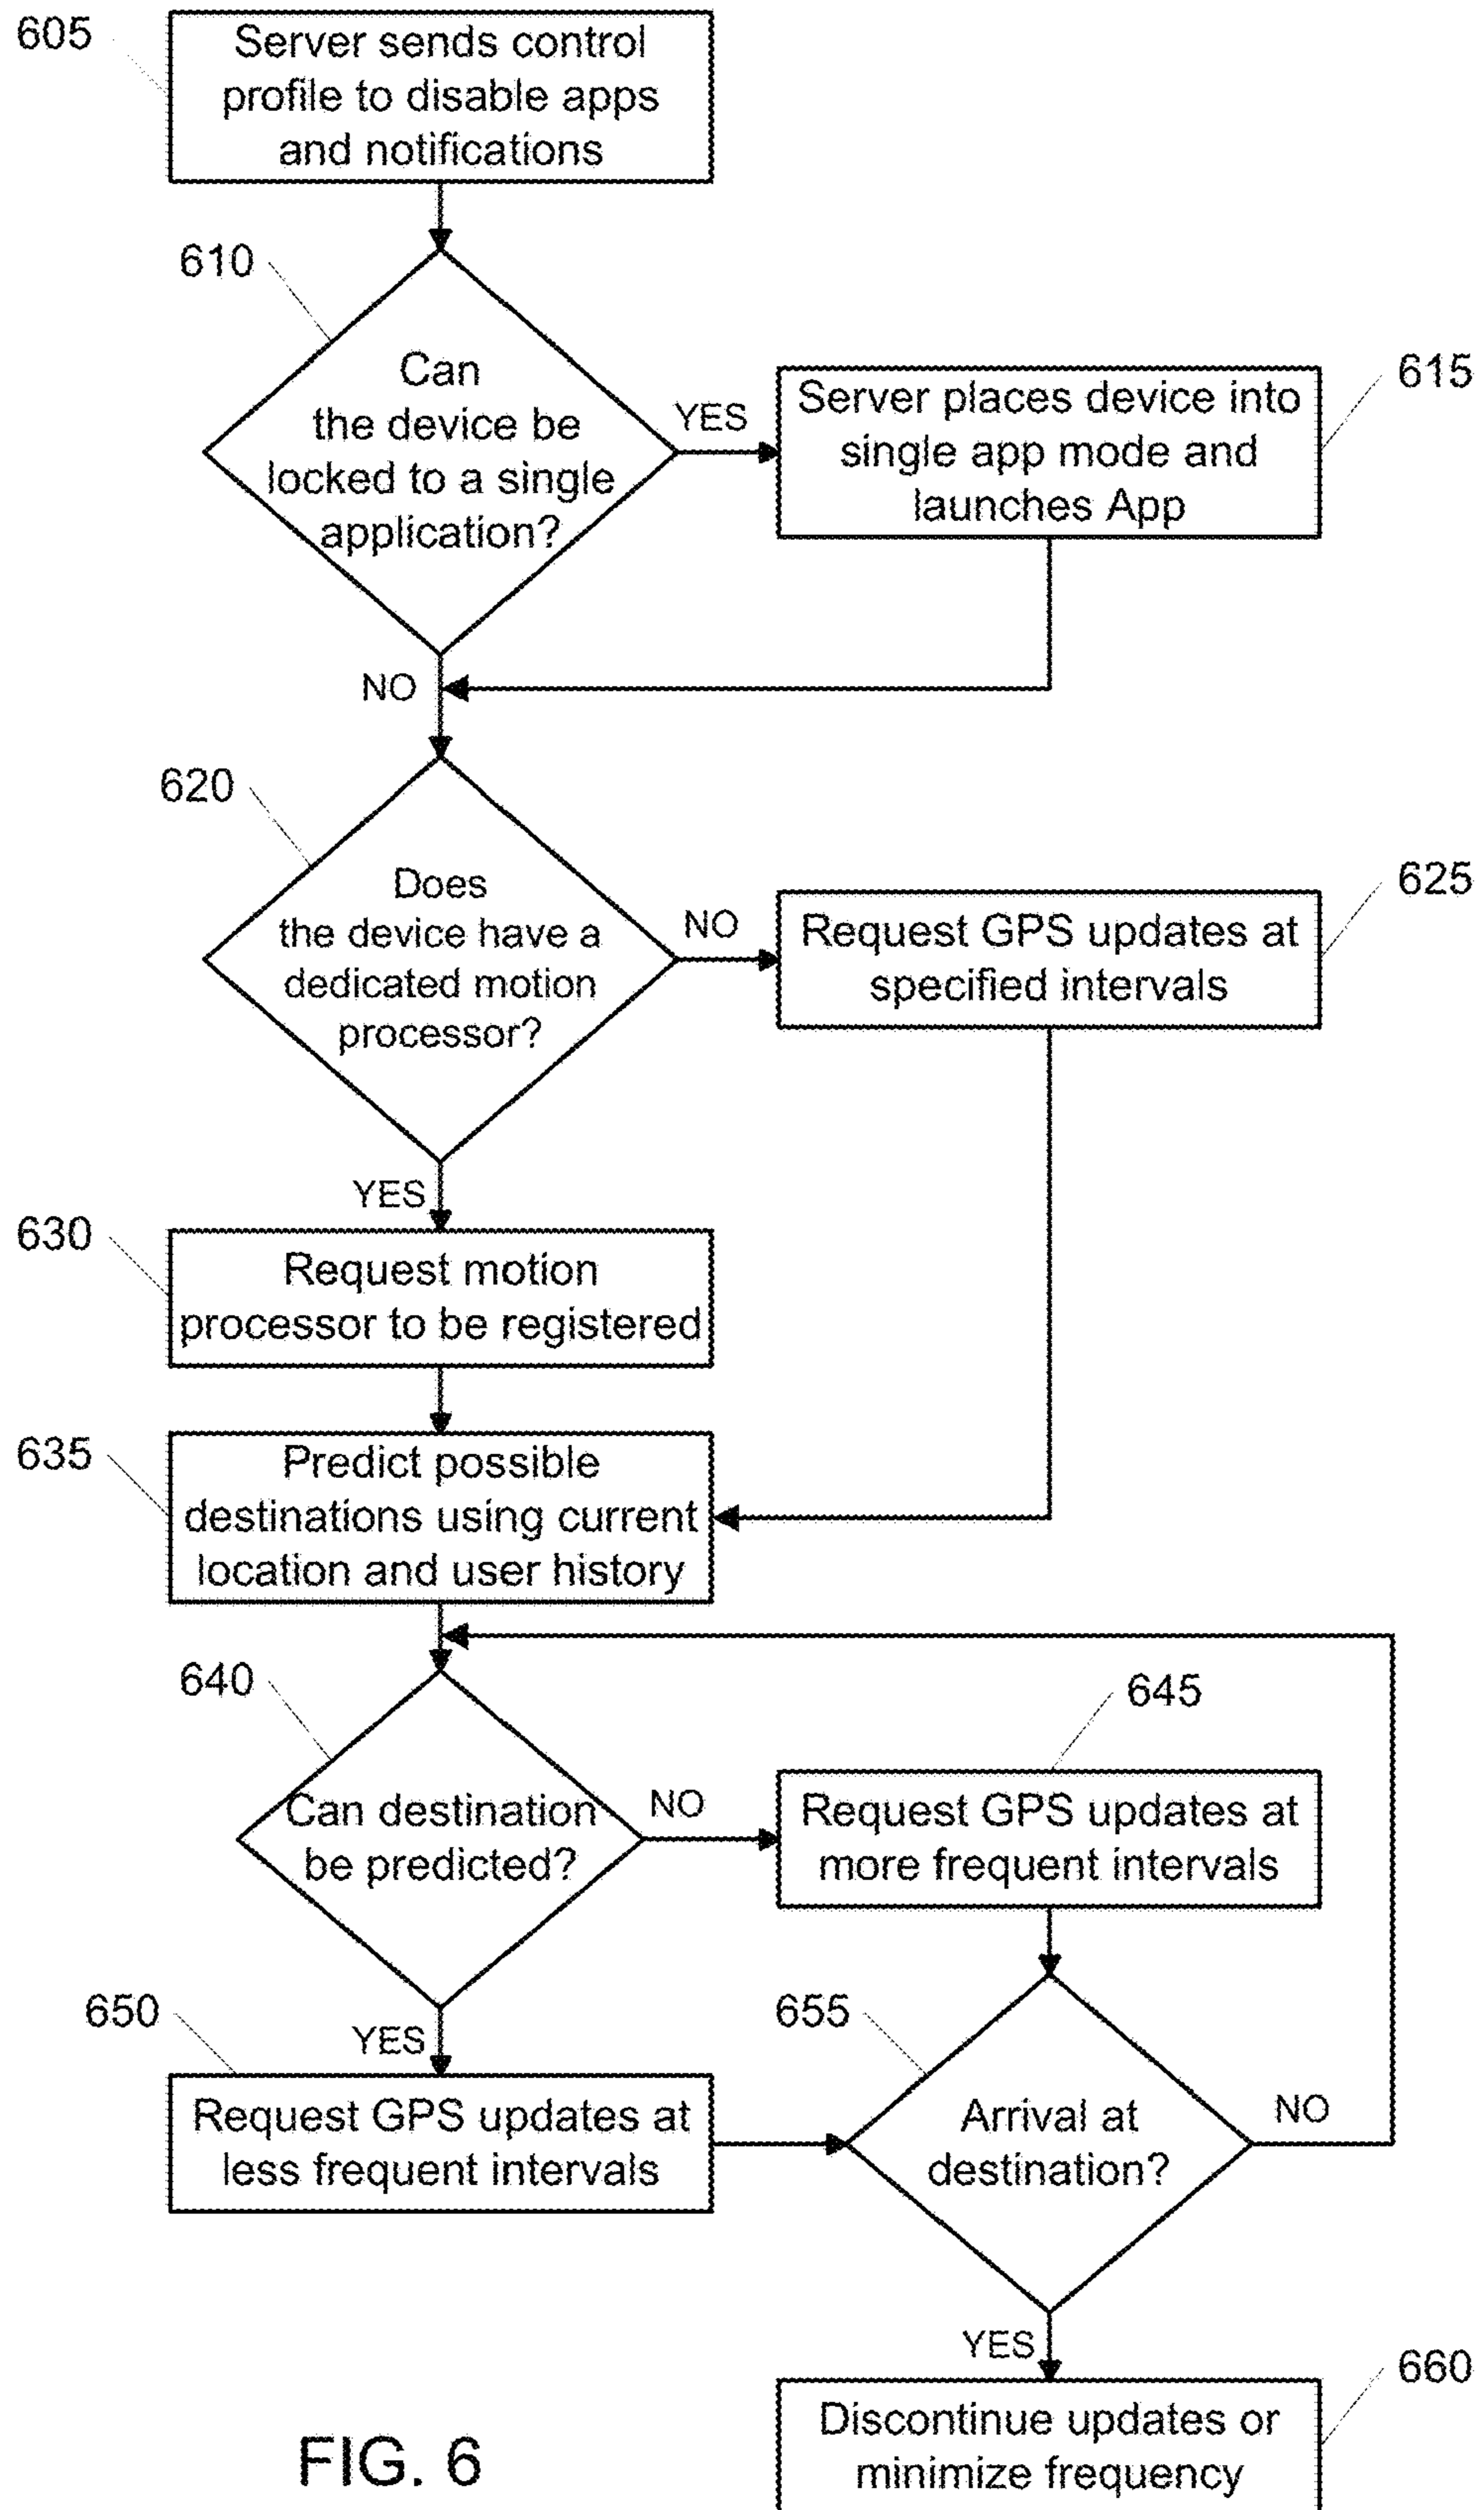 605
Server sends control
profile to disable apps
and notifications
610
Can
the device be
locked to a single
application?
YES
Server places device into
single app mode and
launches App
615
NO
620
Does
the device have a
dedicated motion
processor?
NO
Request GPS updates at
specified intervals
625
YES
630
Request motion
processor to be registered
635
Predict possible
destinations using current
location and user history
640
Can destination
be predicted?
NO
645
Request GPS updates at
more frequent intervals
YES
650
Request GPS updates at
less frequent intervals
655
Arrival at
destination?
NO
YES
660
Discontinue updates or
minimize frequency
FIG. 6